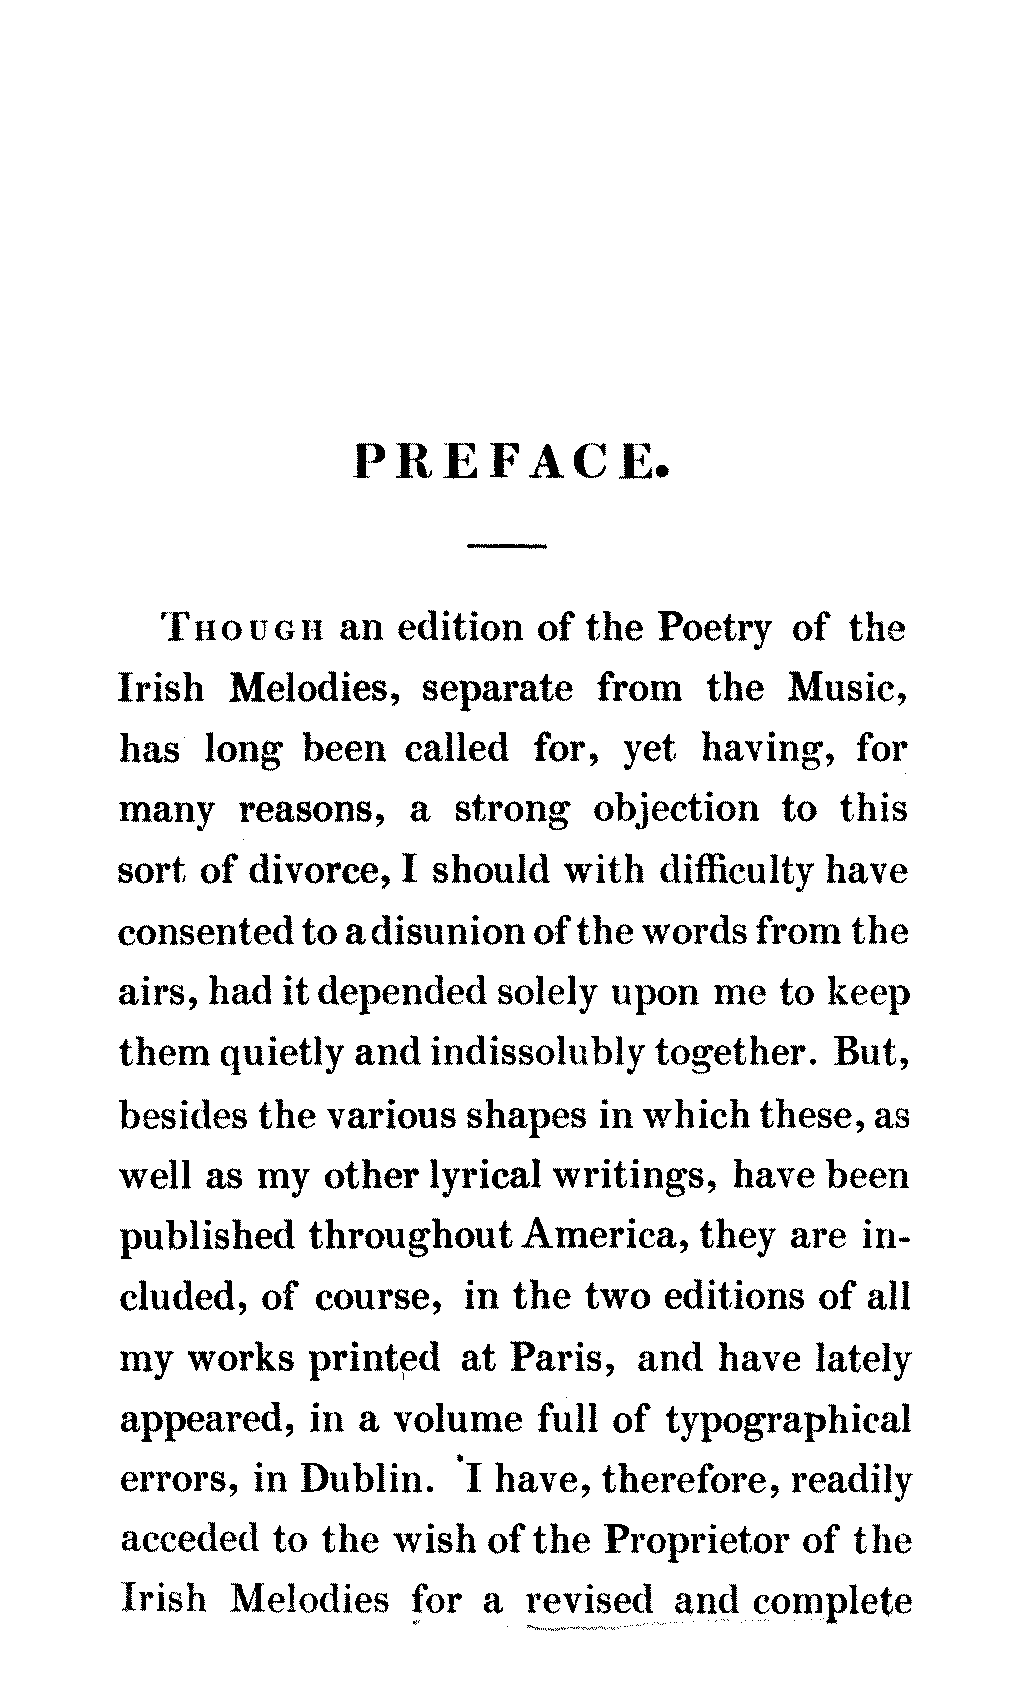 PREFACE.
THOUGH an edition of the Poetry of the
Irish Melodies, separate from the Music,
has long been called for, yet having, for
many reasons, a strong objection to this
sort of divorce, I should with difficulty have
consented to a disunion of the words from the
airs, had it depended solely upon me to keep
them quietly and indissolubly together. But,
besides the various shapes in which these, as
well as my other lyrical writings, have been
published throughout America, they are in-
cluded, of course, in the two editions of all
my works printed at Paris, and have lately
appeared, in a volume full of typographical
errors, in Dublin. I have, therefore, readily
acceded to the wish of the Proprietor of the
Irish Melodies for a revised and complete